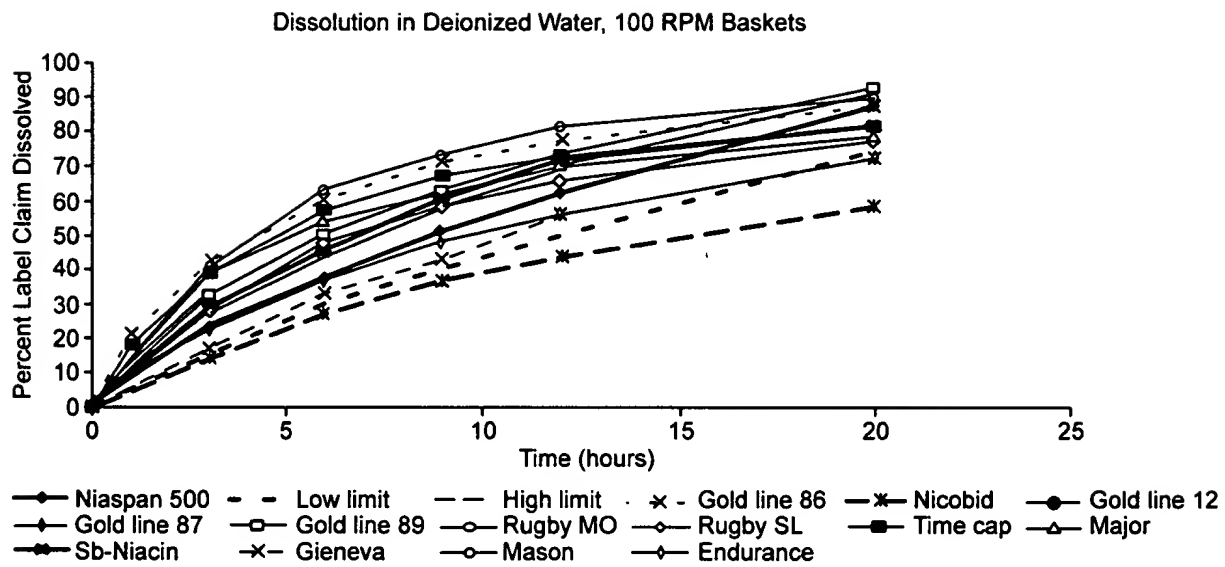 Dissolution in Deionized Water, 100 RPM Baskets
Percent Label Claim Dissolved
100
90
80
70
60
50
40
30
20
10
0
0 5 10 15 20 25
Time (hours)
Niaspan 500 Low limit High limit Gold line 86 Nicobid Gold line 12
Gold line 87 Gold line 89 Rugby MO Rugby SL Time cap Major
Sb-Niacin Gieneva Mason Endurance